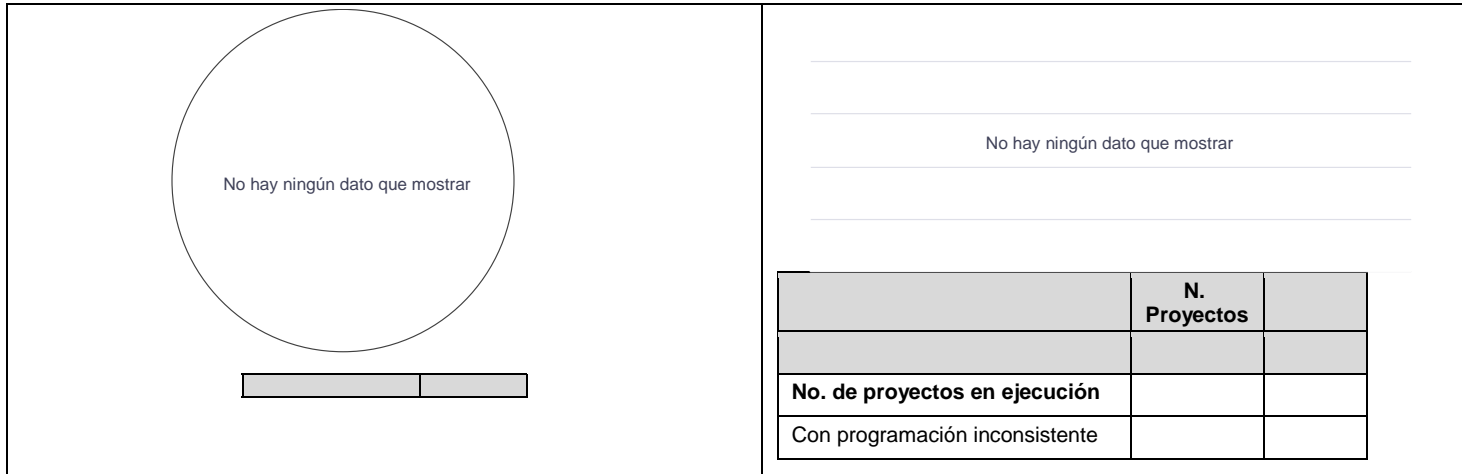 No hay ningún dato que mostrar
No hay ningún dato que mostrar
N.
Proyectos
No. de proyectos en ejecución
Con programación inconsistente